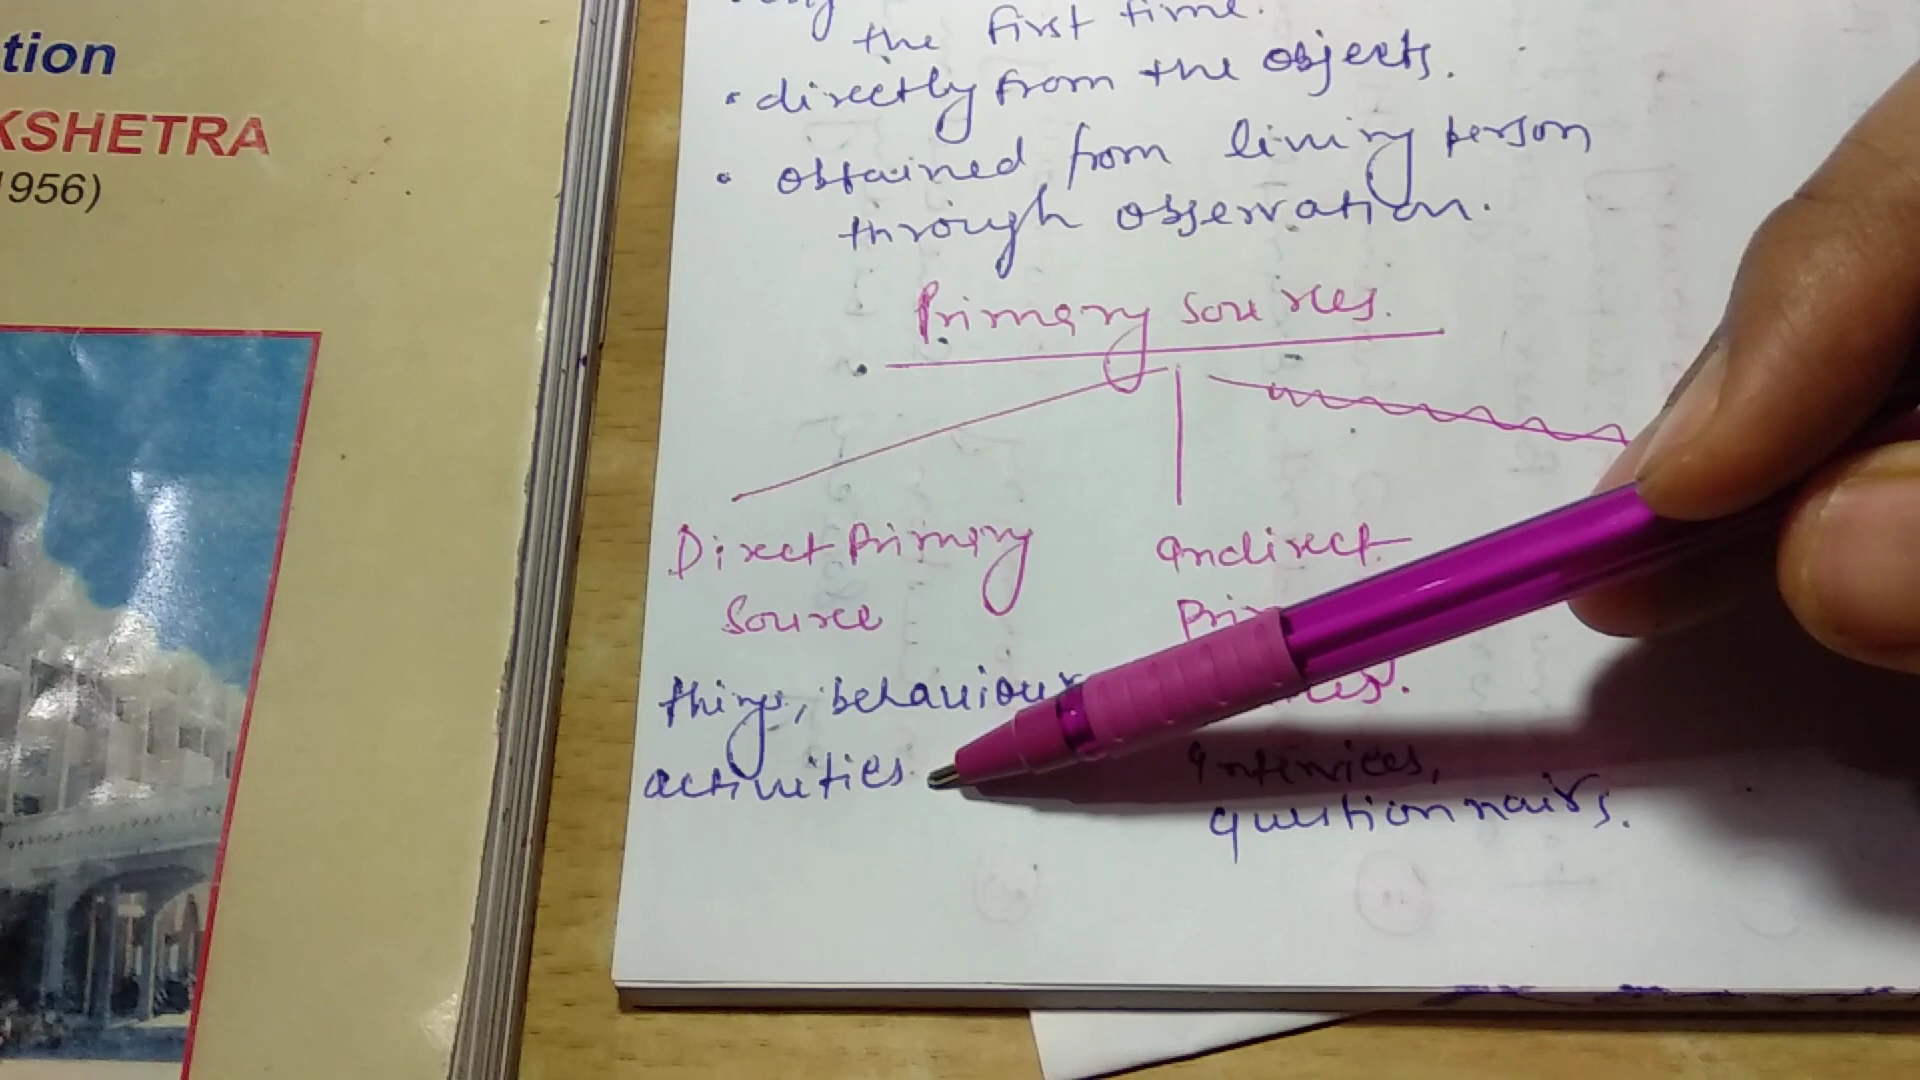 tion
KSHETRA
1956)
the first time.
• directly from the objects.
• obtained from living person
through observation.
Primary Sources.
Direct Primary
Source
things, behaviour
activities.
Indirect
Interviews,
questionnairs.